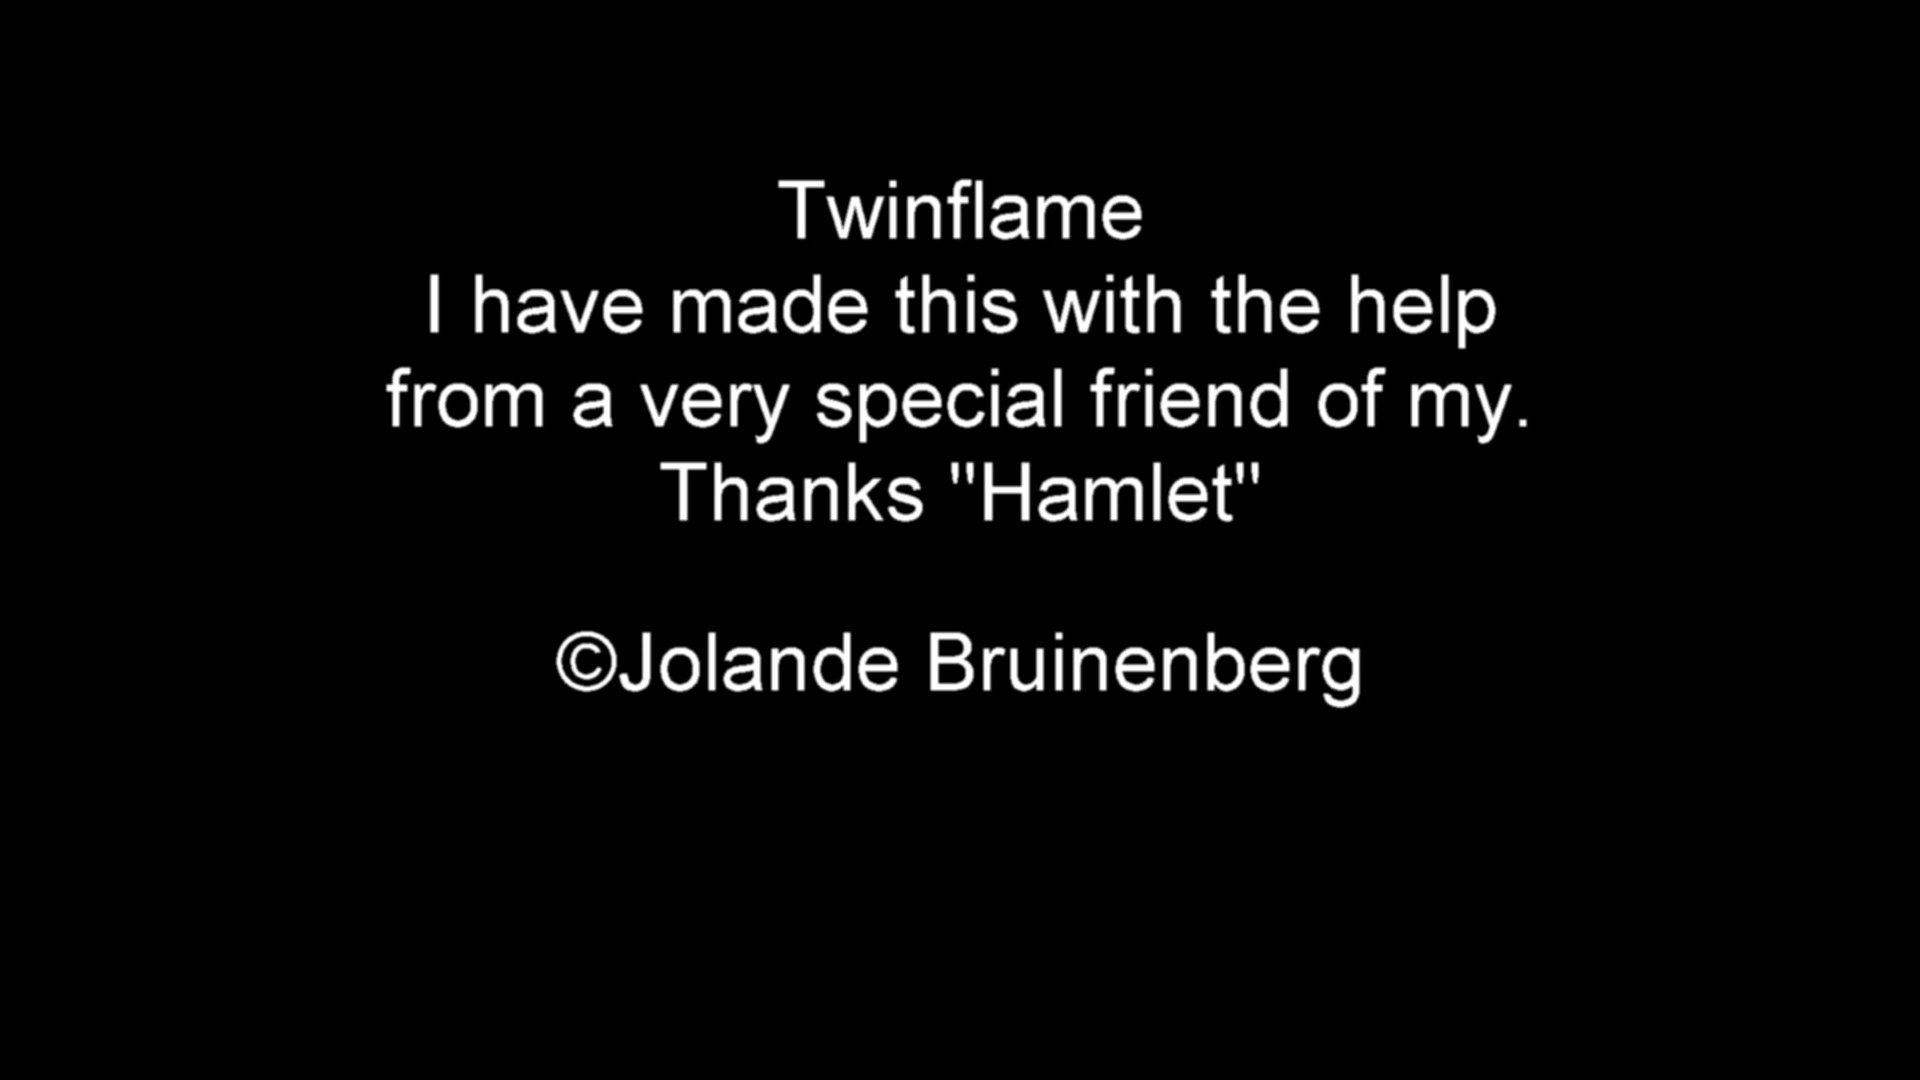 Twinflame
I have made this with the help
from a very special friend of my.
Thanks "Hamlet"
©Jolande Bruinenberg